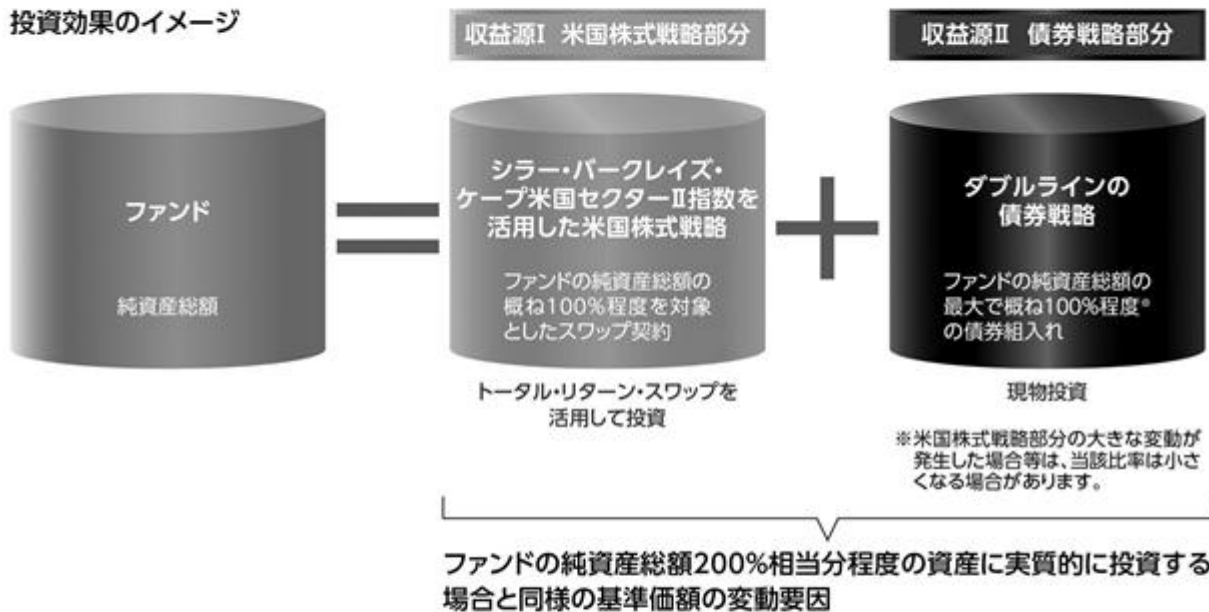 投資効果のイメージ
収益源Ⅰ 米国株式戦略部分
収益源Ⅱ 債券戦略部分
ファンド
純資産総額
シラー・バークレイズ・
ケープ米国セクターⅡ指数を
活用した米国株式戦略
ファンドの純資産総額の
概ね100%程度を対象
としたスワップ契約
トータル・リターン・スワップを
活用して投資
ダブルラインの
債券戦略
ファンドの純資産総額の
最大で概ね100%程度※
の債券組入れ
現物投資
※米国株式戦略部分の大きな変動が
発生した場合等は、当該比率は小さ
くなる場合があります。
ファンドの純資産総額200%相当分程度の資産に実質的に投資する
場合と同様の基準価額の変動要因